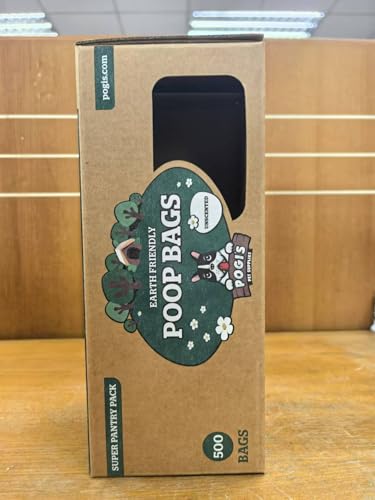 pogis.com
EARTH FRIENDLY
POOP BAGS
UNSCENTED
POGIS
PET SUPPLIES
SUPER PANTRY PACK
500
BAGS